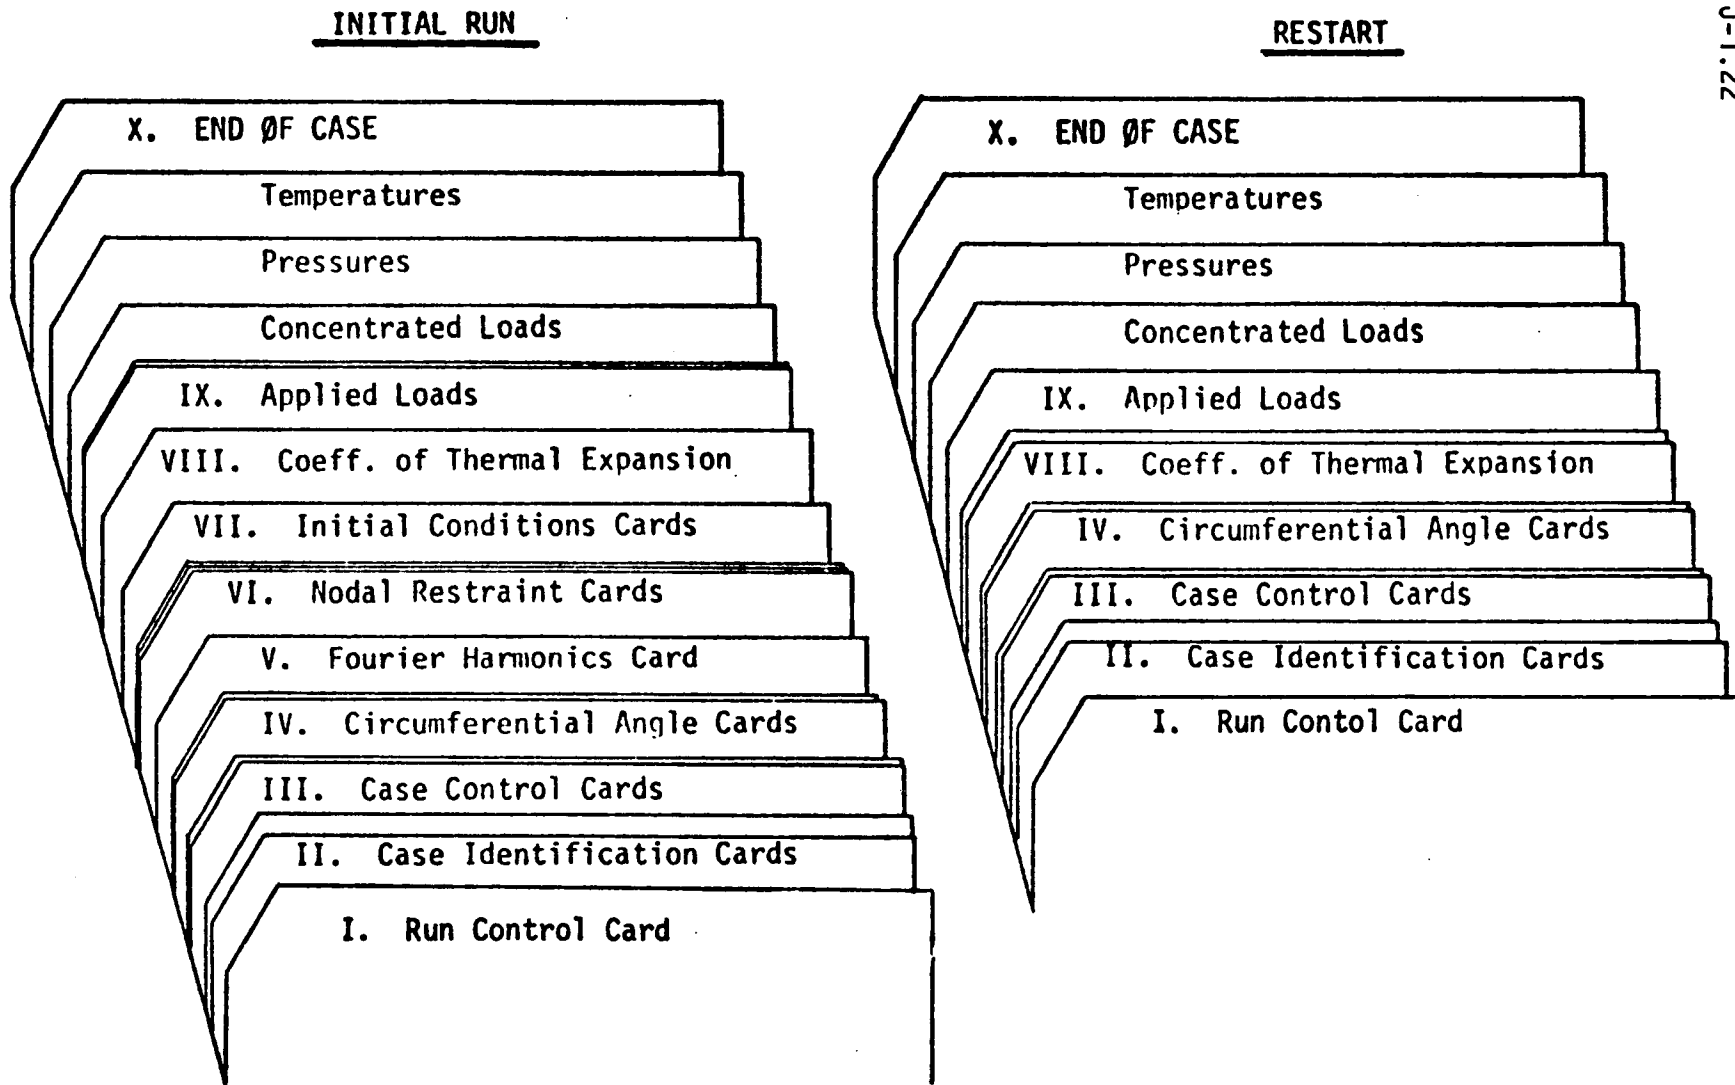 INITIAL RUN
X. END ØF CASE
Temperatures
Pressures
Concentrated Loads
IX. Applied Loads
VIII. Coeff. of Thermal Expansion
VII. Initial Conditions Cards
VI. Nodal Restraint Cards
V. Fourier Harmonics Card
IV. Circumferential Angle Cards
III. Case Control Cards
II. Case Identification Cards
I. Run Control Card
RESTART
X. END ØF CASE
Temperatures
Pressures
Concentrated Loads
IX. Applied Loads
VIII. Coeff. of Thermal Expansion
IV. Circumferential Angle Cards
III. Case Control Cards
II. Case Identification Cards
I. Run Contol Card